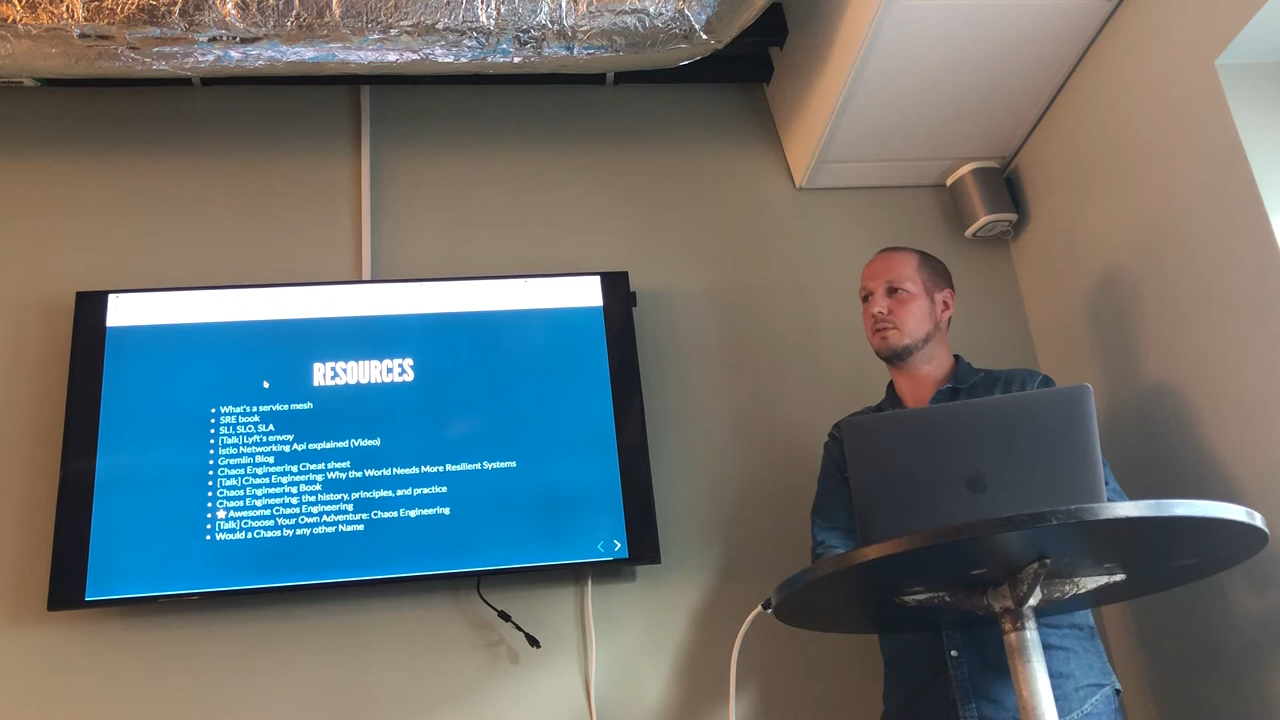 RESOURCES
What's a service mesh
SRE book
SLI, SLO, SLA
[Talk] Lyft's envoy
Istio Networking Api explained (Video)
Gremlin Blog
Chaos Engineering Cheat sheet
[Talk] Chaos Engineering: Why the World Needs More Resilient Systems
Chaos Engineering Book
Chaos Engineering: the history, principles, and practice
Awesome Chaos Engineering
[Talk] Choose Your Own Adventure: Chaos Engineering
Would a Chaos by any other Name